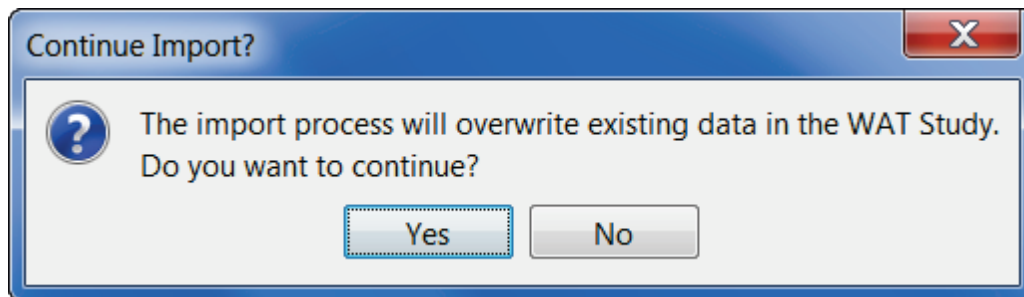 Continue Import?
The import process will overwrite existing data in the WAT Study.
Do you want to continue?
Yes
No